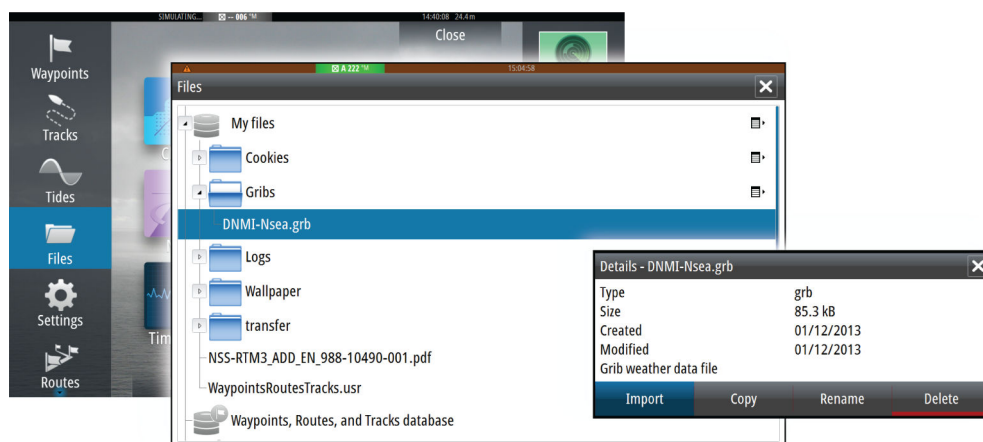 SIMULATING... -- 006 °M 14:40:08 24.4 m
Close
Waypoints
Tracks
Tides
Files
Settings
Routes
Tim
A 222 °M 15:04:58
Files
My files
Cookies
Gribs
DNMI-Nsea.grb
Logs
Wallpaper
transfer
NSS-RTM3_ADD_EN_988-10490-001.pdf
WaypointsRoutesTracks.usr
Waypoints, Routes, and Tracks database
Details - DNMI-Nsea.grb
Type grb
Size 85.3 kB
Created 01/12/2013
Modified 01/12/2013
Grib weather data file
Import Copy Rename Delete